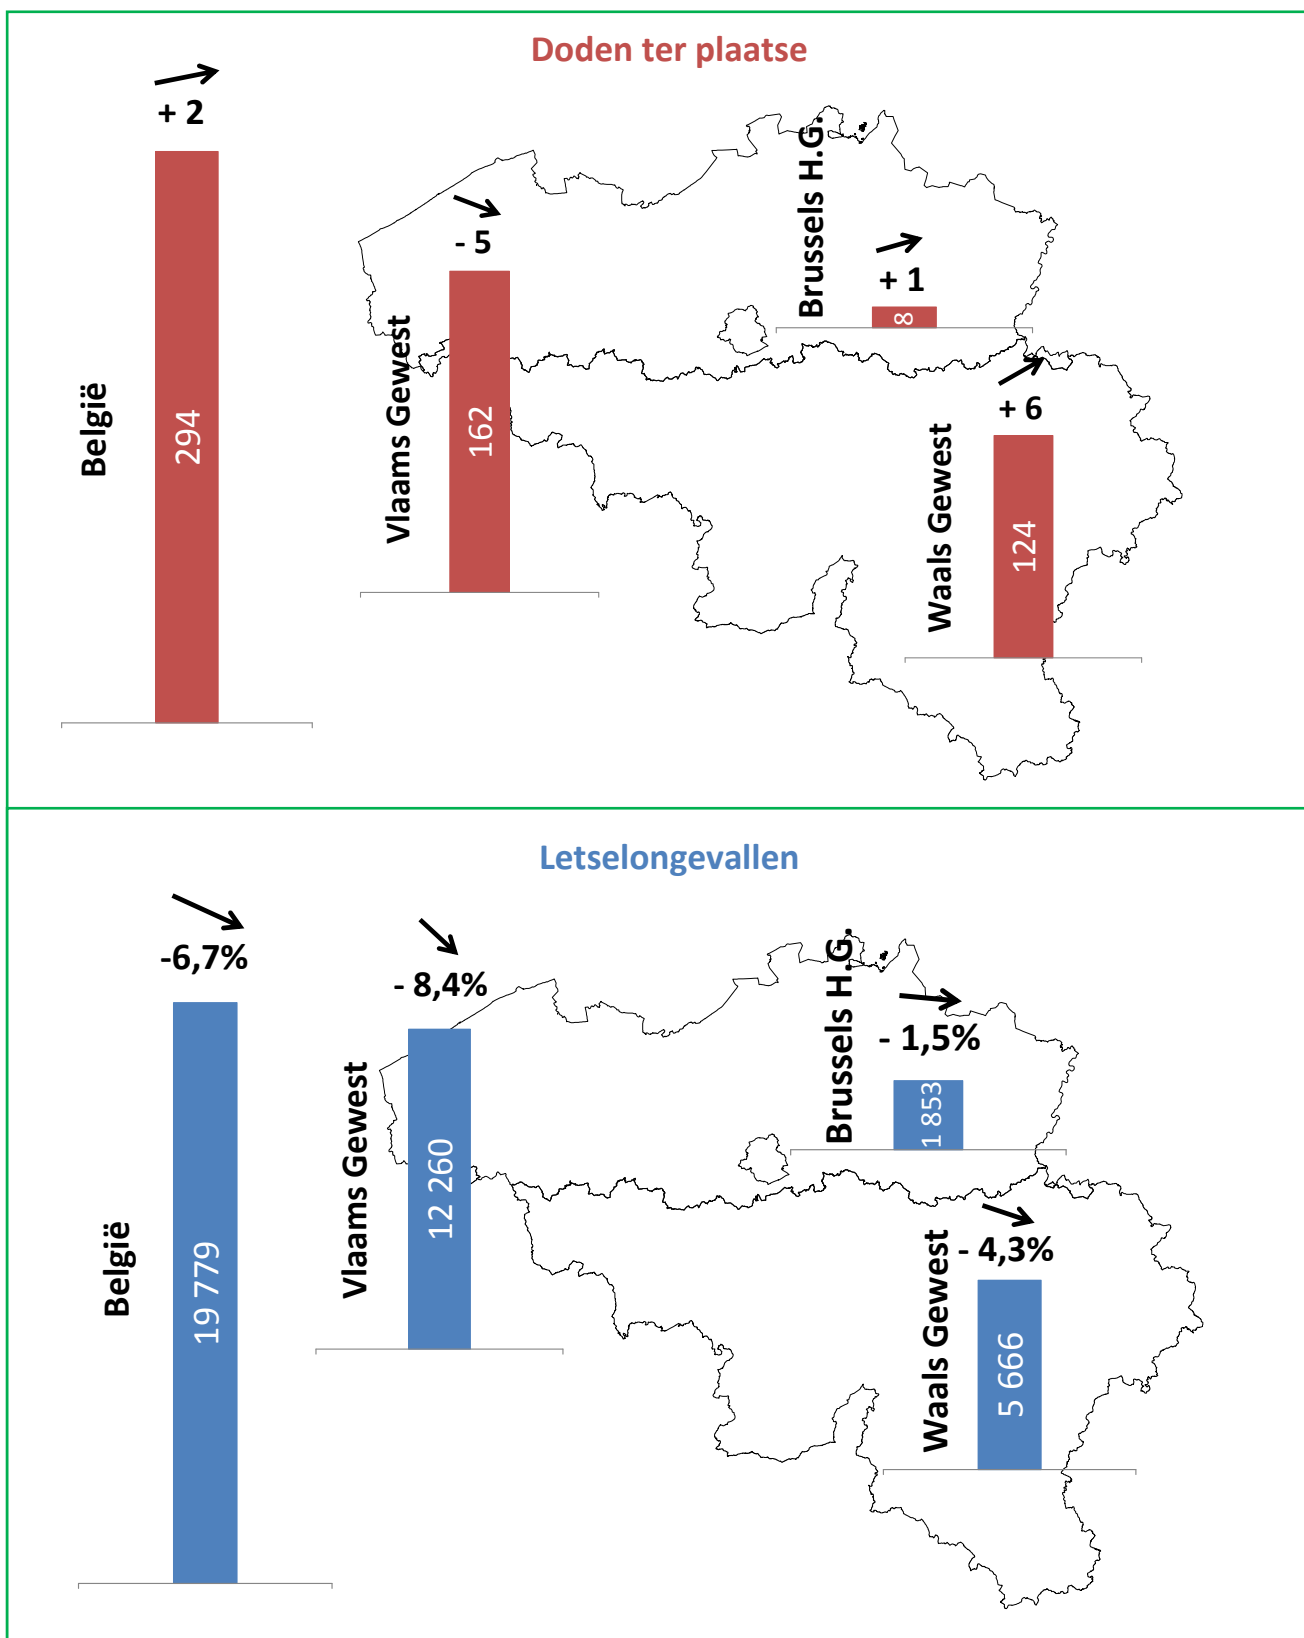 Doden ter plaatse
+ 2
België
294
- 5
Vlaams Gewest
162
Brussels H.G.
+ 1
8
+ 6
Waals Gewest
124
Letselongevallen
-6,7%
België
19 779
- 8,4%
Vlaams Gewest
12 260
Brussels H.G.
- 1,5%
1 853
- 4,3%
Waals Gewest
5 666